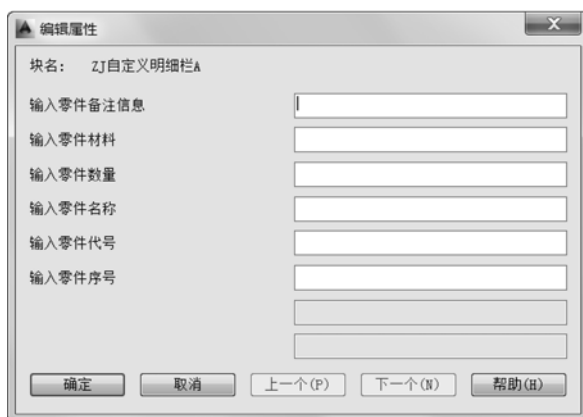 编辑属性
块名： ZJ自定义明细栏A
输入零件备注信息
输入零件材料
输入零件数量
输入零件名称
输入零件代号
输入零件序号
确定 取消 上一个(P) 下一个(N) 帮助(H)